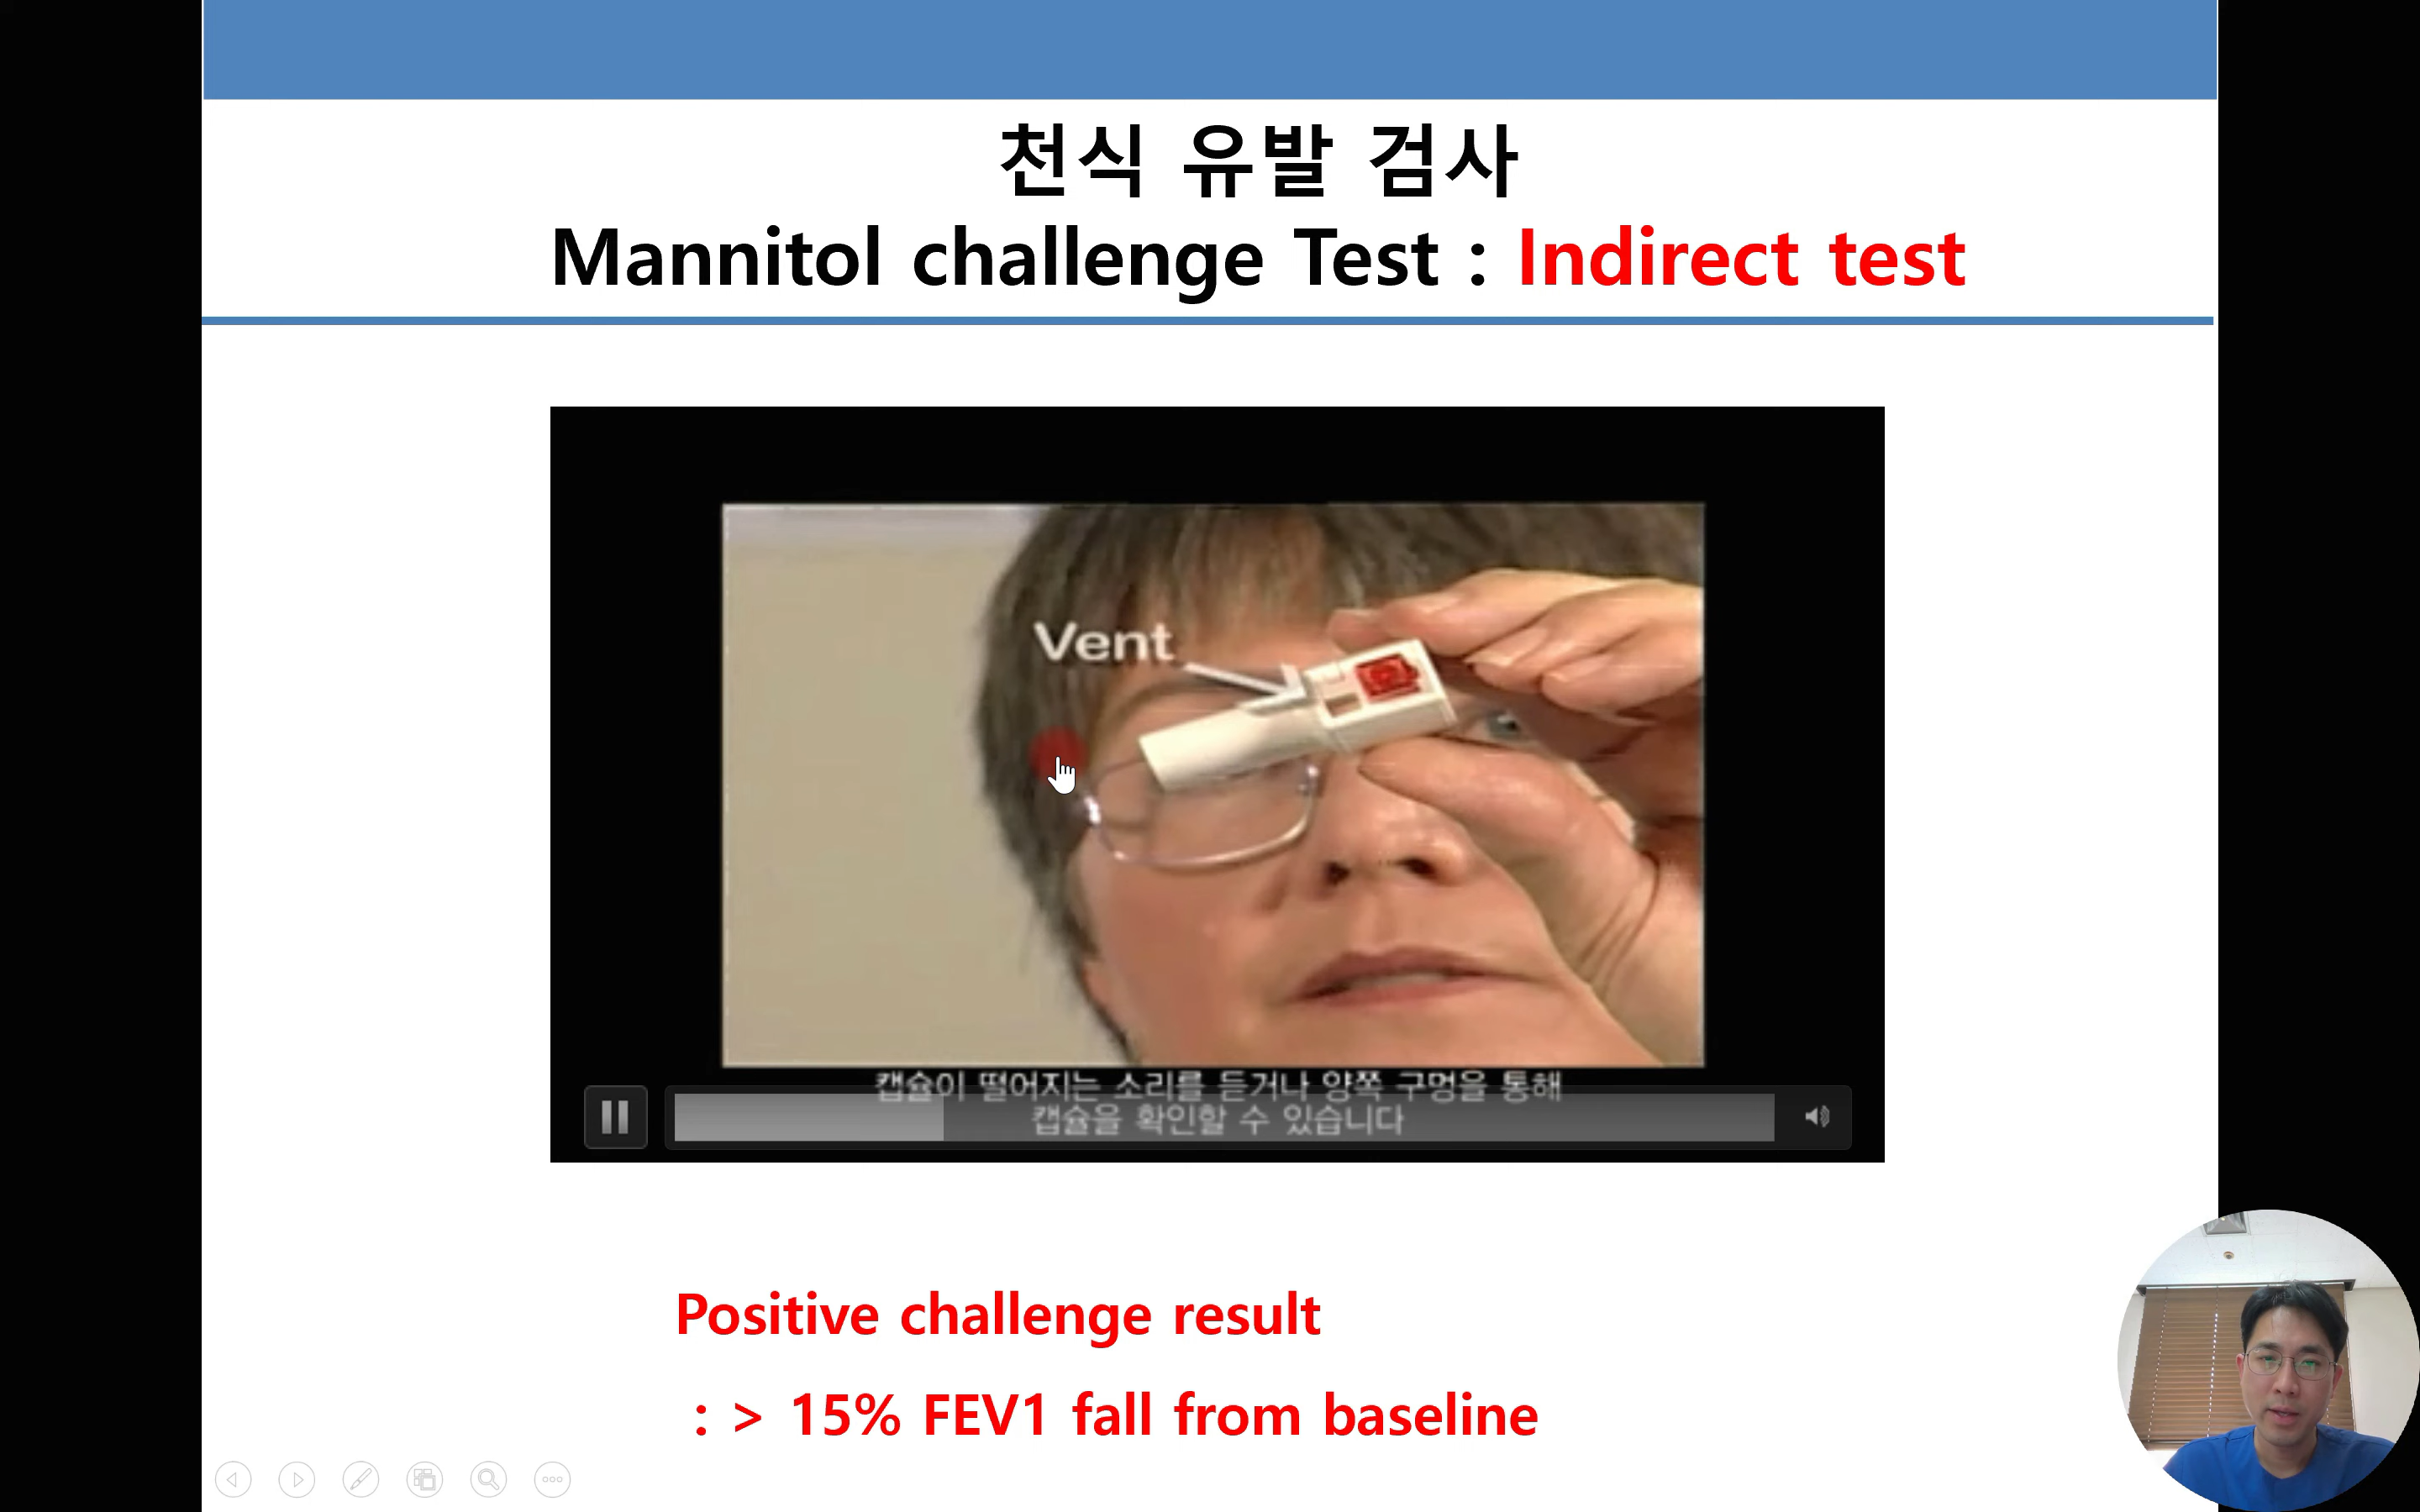 천식 유발 검사
Mannitol challenge Test : Indirect test
Vent
캡슐이 떨어지는 소리를 듣거나 양쪽 구멍을 통해
캡슐을 확인할 수 있습니다
Positive challenge result
: > 15% FEV1 fall from baseline